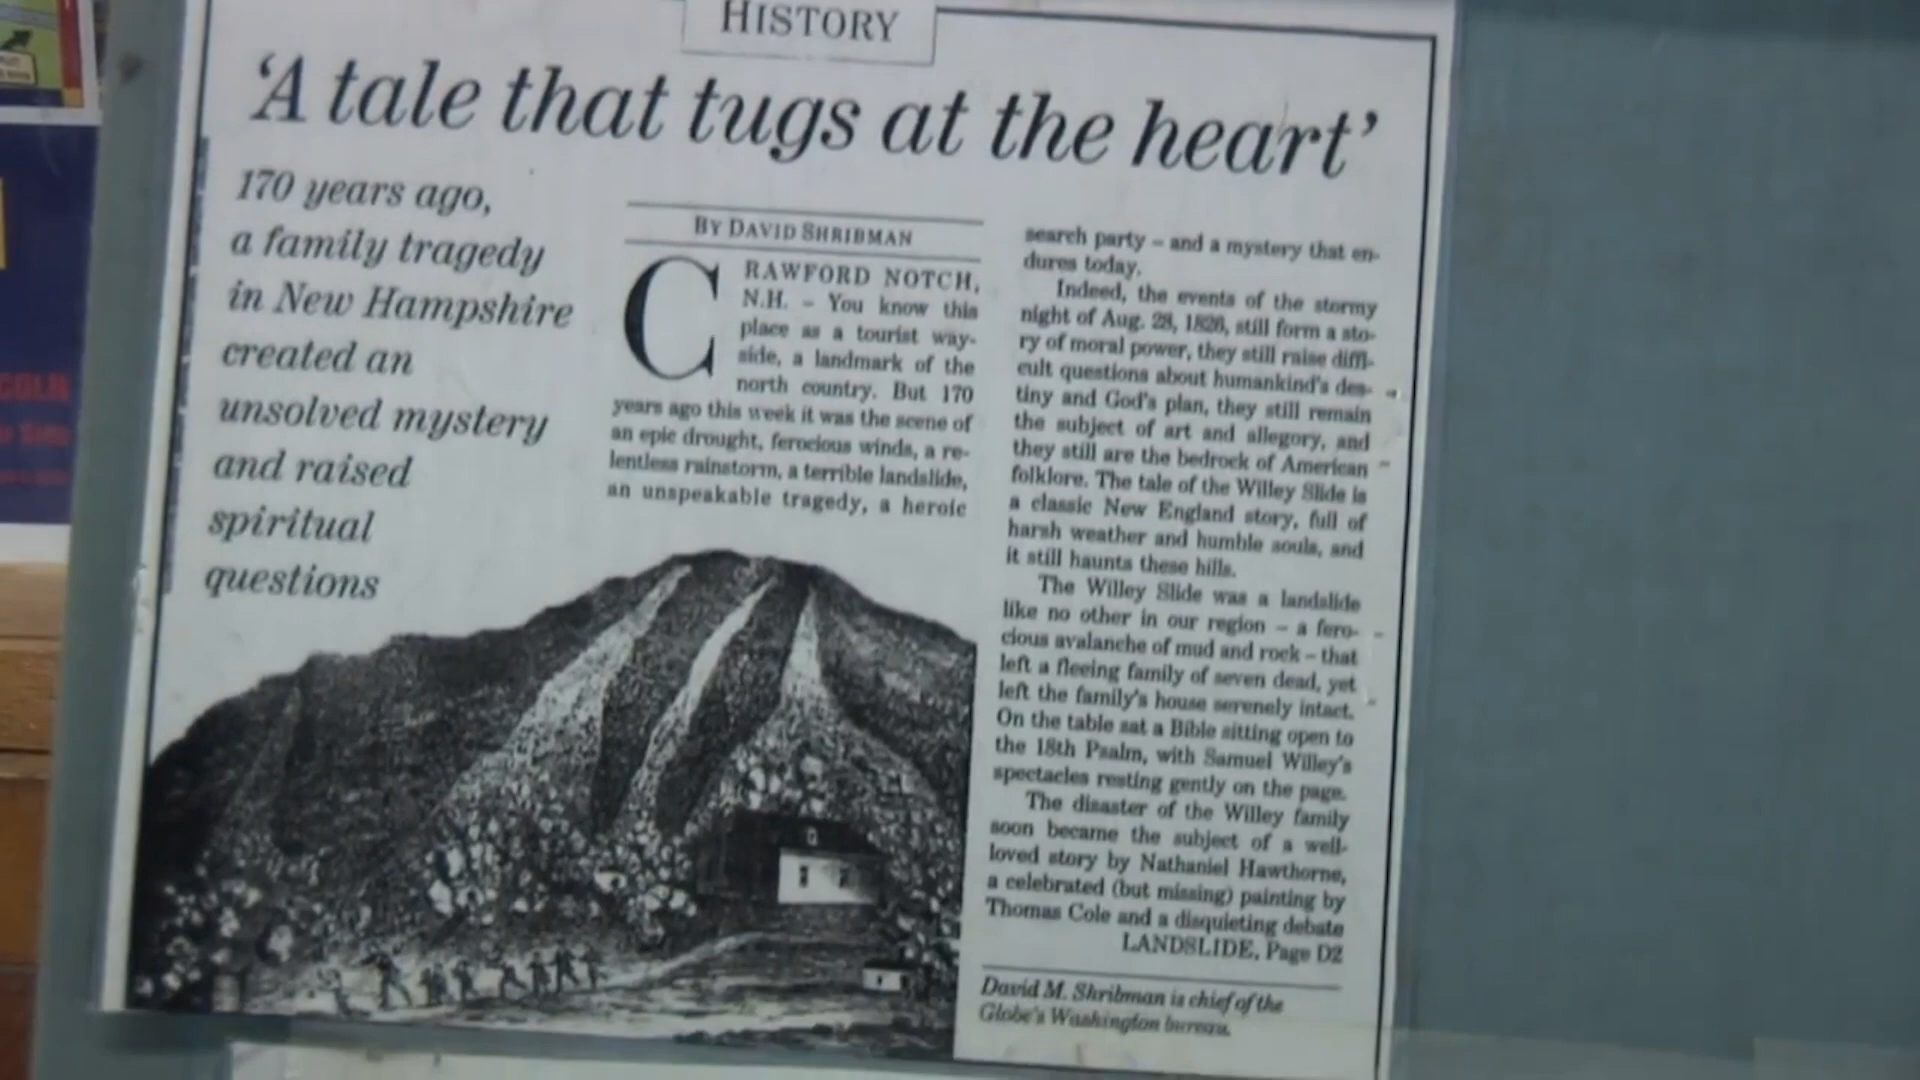 HISTORY
‘A tale that tugs at the heart’
170 years ago,
a family tragedy
in New Hampshire
created an
unsolved mystery
and raised
spiritual
questions
BY DAVID SHRIBMAN
CRAWFORD NOTCH,
N.H. – You know this
place as a tourist way-
side, a landmark of the
north country. But 170
years ago this week it was the scene of
an epic drought, ferocious winds, a re-
lentless rainstorm, a terrible landslide,
an unspeakable tragedy, a heroic
search party – and a mystery that en-
dures today.
Indeed, the events of the stormy
night of Aug. 28, 1826, still form a sto-
ry of moral power, they still raise diffi-
cult questions about humankind's des-
tiny and God's plan, they still remain
the subject of art and allegory, and
they still are the bedrock of American
folklore. The tale of the Willey Slide is
a classic New England story, full of
harsh weather and humble souls, and
it still haunts these hills.
The Willey Slide was a landslide
like no other in our region – a fero-
cious avalanche of mud and rock – that
left a fleeing family of seven dead, yet
left the family's house serenely intact.
On the table sat a Bible sitting open to
the 18th Psalm, with Samuel Willey's
spectacles resting gently on the page.
The disaster of the Willey family
soon became the subject of a well-
loved story by Nathaniel Hawthorne,
a celebrated (but missing) painting by
Thomas Cole and a disquieting debate
LANDSLIDE, Page D2
David M. Shribman is chief of the
Globe's Washington bureau.